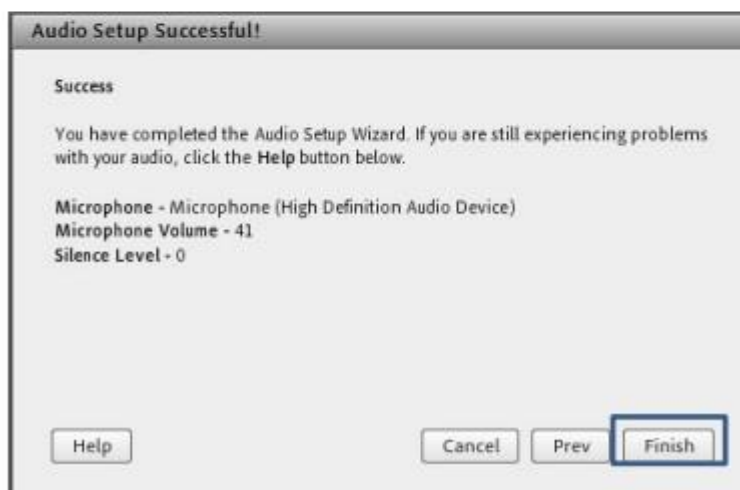 Audio Setup Successful!
Success
You have completed the Audio Setup Wizard. If you are still experiencing problems
with your audio, click the Help button below.
Microphone - Microphone (High Definition Audio Device)
Microphone Volume - 41
Silence Level - 0
Help
Cancel
Prev
Finish